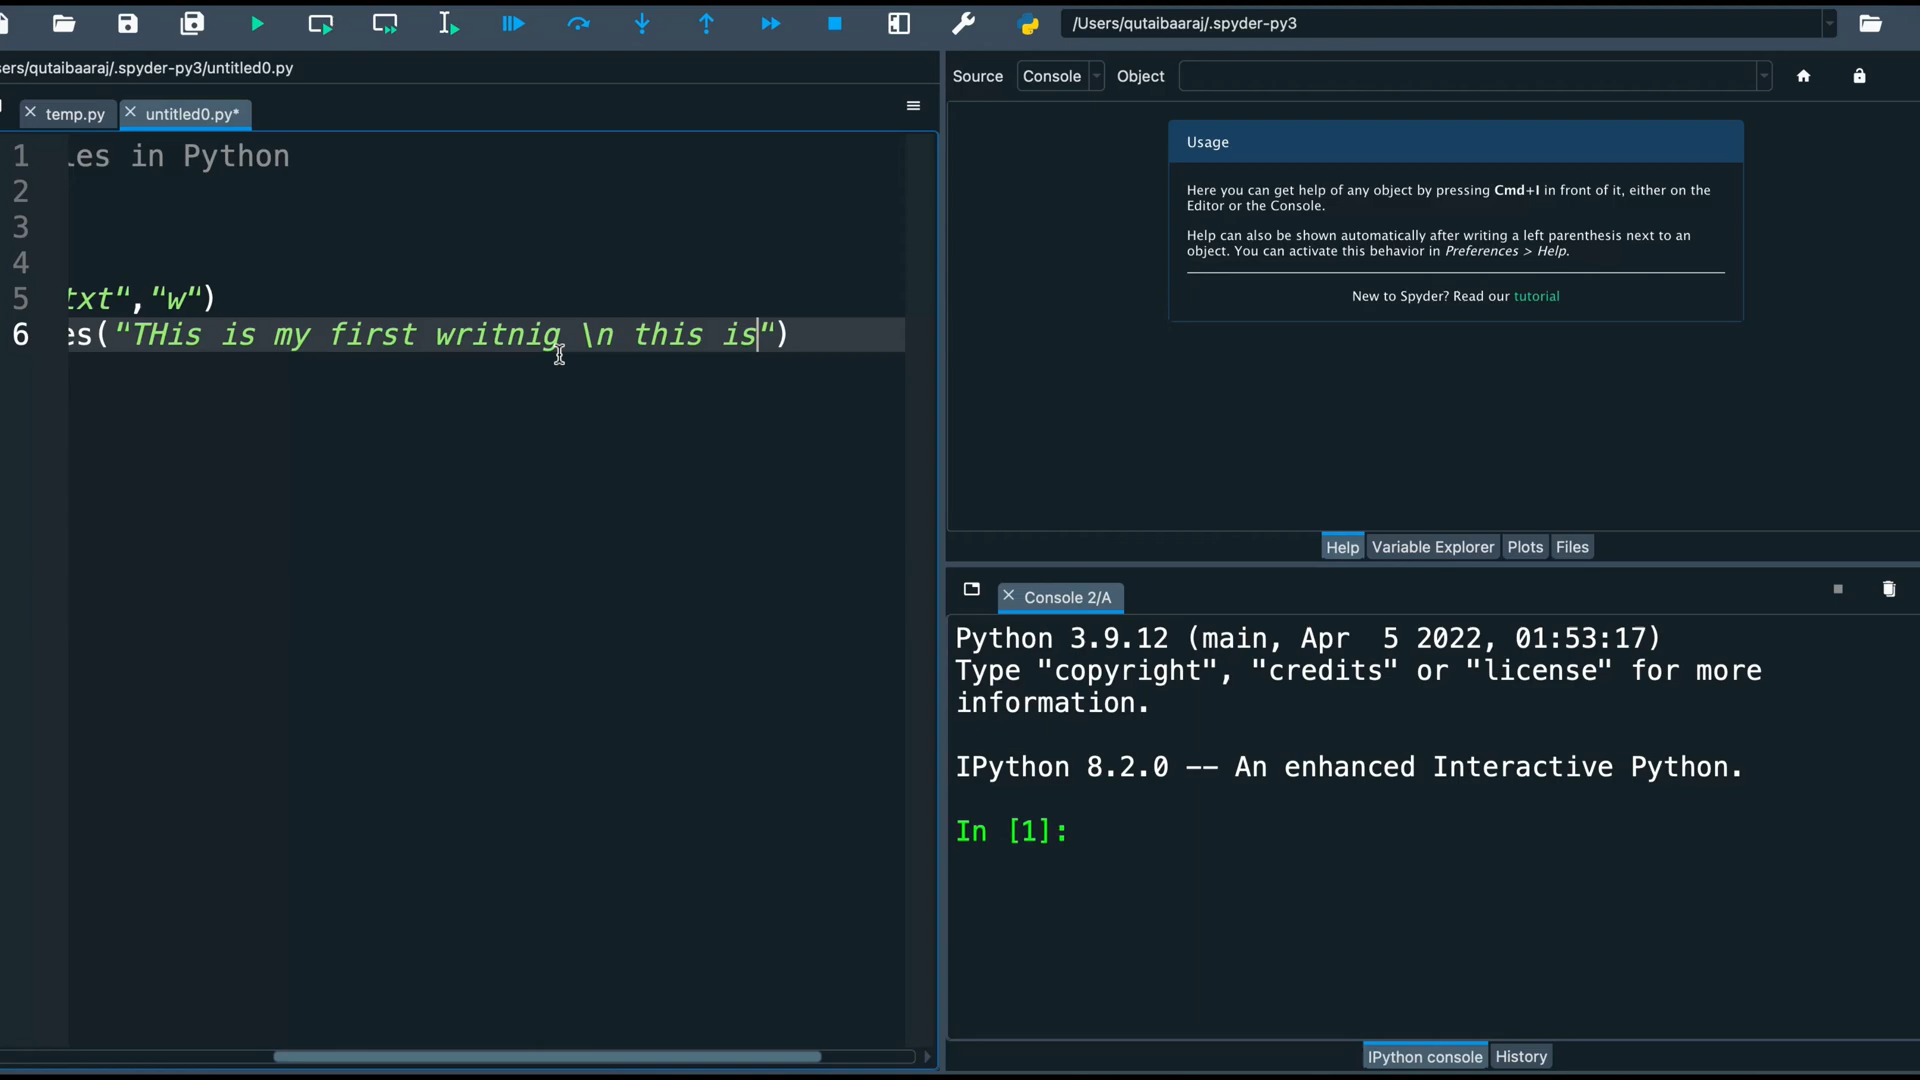 /Users/qutaibaaraj/.spyder-py3
ers/qutaibaaraj/.spyder-py3/untitled0.py
Source Console Object
temp.py untitled0.py*
1 les in Python
2
3
4
5 txt","w")
6 es("THis is my first writnig \n this is")
Usage
Here you can get help of any object by pressing Cmd+I in front of it, either on the
Editor or the Console.
Help can also be shown automatically after writing a left parenthesis next to an
object. You can activate this behavior in Preferences > Help.
New to Spyder? Read our tutorial
Help Variable Explorer Plots Files
Console 2/A
Python 3.9.12 (main, Apr  5 2022, 01:53:17)
Type "copyright", "credits" or "license" for more
information.
IPython 8.2.0 -- An enhanced Interactive Python.
In [1]:
IPython console History